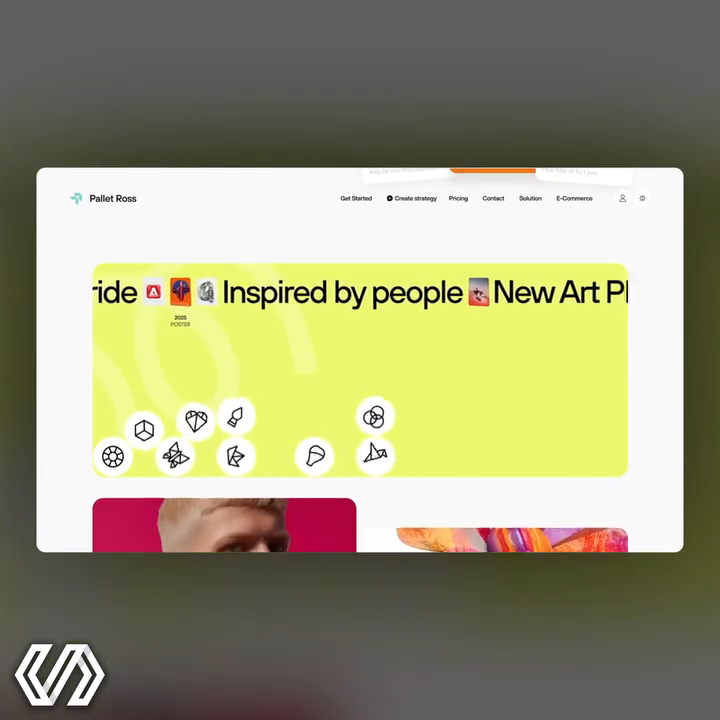 Pallet Ross
Get Started
Create strategy
Pricing
Contact
Solution
E-Commerce
ride Inspired by people New Art Pl
2025
POSTER